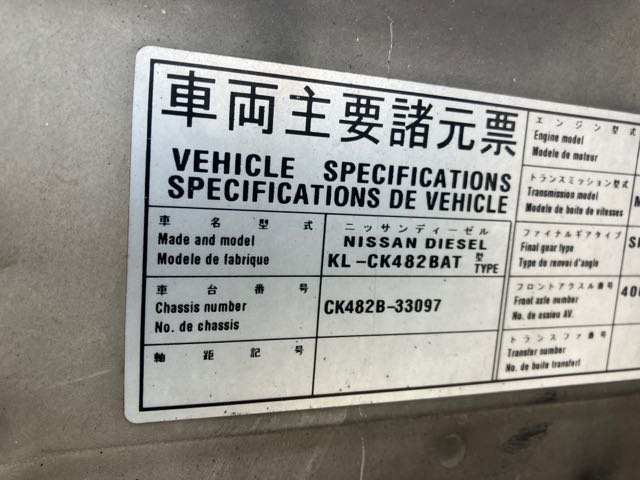 車両主要諸元票
VEHICLE SPECIFICATIONS
SPECIFICATIONS DE VEHICLE
車名型式
Made and model
Modele de fabrique
ニッサンディーゼル
NISSAN DIESEL
KL-CK482BAT 型
TYPE
車台番号
Chassis number
No. de chassis
CK482B-33097
軸距記号
エンジン型式
Engine model
Modele de moteur
トランスミッション型式
Transmission model
Modele de boite de vitesses
ファイナルギアタイプ
Final gear type
Type de renvoi d'angle
フロントアクスル番号
Front axle number
No. de essieu AV.
トランスファ番号
Transfer number
No. de boite transfert